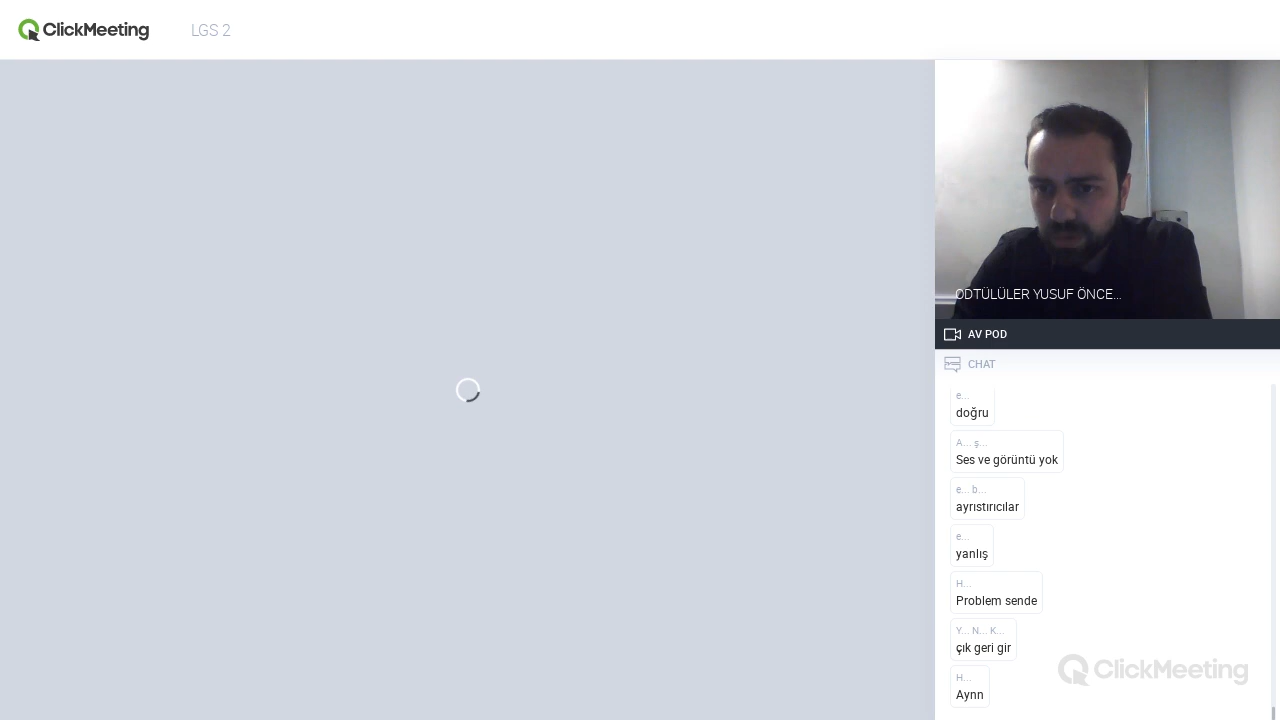 ClickMeeting
LGS 2
ODTÜLÜLER YUSUF ÖNCE...
AV POD
CHAT
e...
doğru
A... ş...
Ses ve görüntü yok
e... b...
ayrıstırıcılar
e...
yanlış
H...
Problem sende
Y... N... K...
çık geri gir
H...
Aynn
ClickMeeting